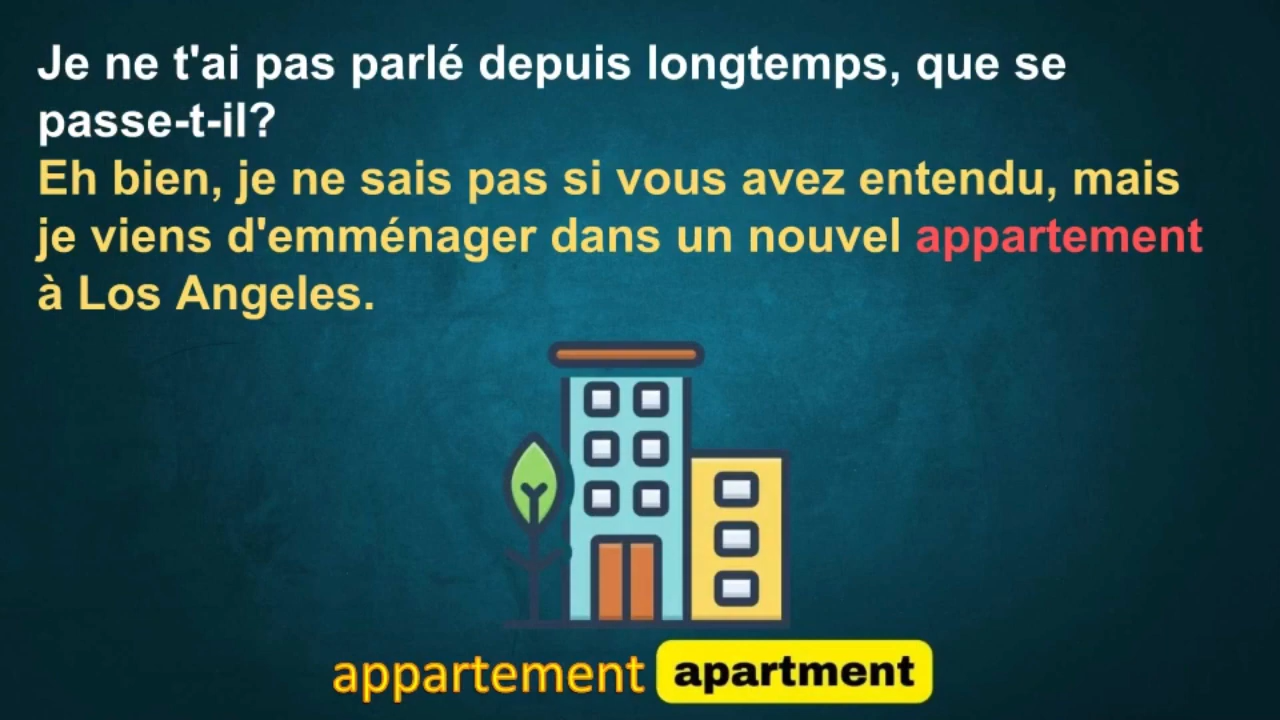 Je ne t'ai pas parlé depuis longtemps, que se
passe-t-il?
Eh bien, je ne sais pas si vous avez entendu, mais
je viens d'emménager dans un nouvel appartement
à Los Angeles.
appartement apartment